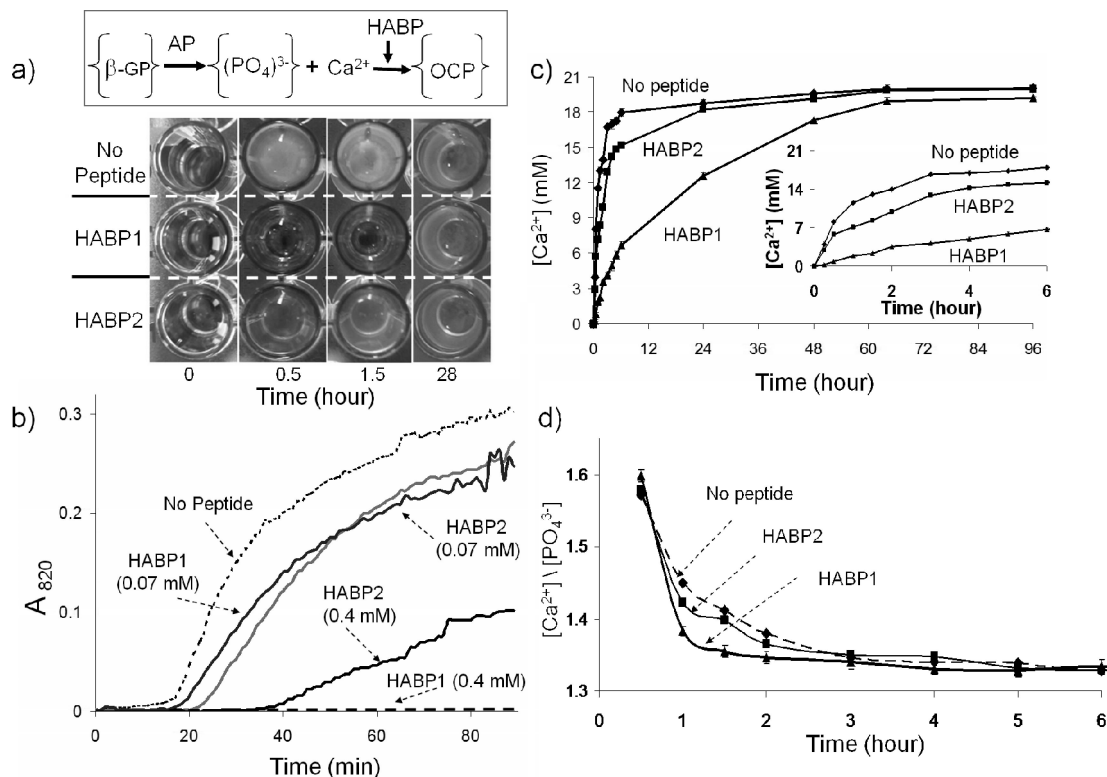 a)
HABP
AP
{β-GP} {(PO₄)³⁻} + Ca²⁺ {OCP}
No
Peptide
HABP1
HABP2
0 0.5 1.5 28
Time (hour)
b)
0.3
0.2
0.1
0
A₈₂₀
No Peptide
HABP1
(0.07 mM)
HABP2
(0.07 mM)
HABP2
(0.4 mM)
HABP1 (0.4 mM)
0 20 40 60 80
Time (min)
c)
21
18
15
12
9
6
3
0
[Ca²⁺] (mM)
No peptide
HABP2
HABP1
0 12 24 36 48 60 72 84 96
Time (hour)
21
14
7
0
[Ca²⁺] (mM)
No peptide
HABP2
HABP1
0 2 4 6
Time (hour)
d)
1.6
1.5
1.4
1.3
[Ca²⁺] \ [PO₄³⁻]
No peptide
HABP2
HABP1
0 1 2 3 4 5 6
Time (hour)